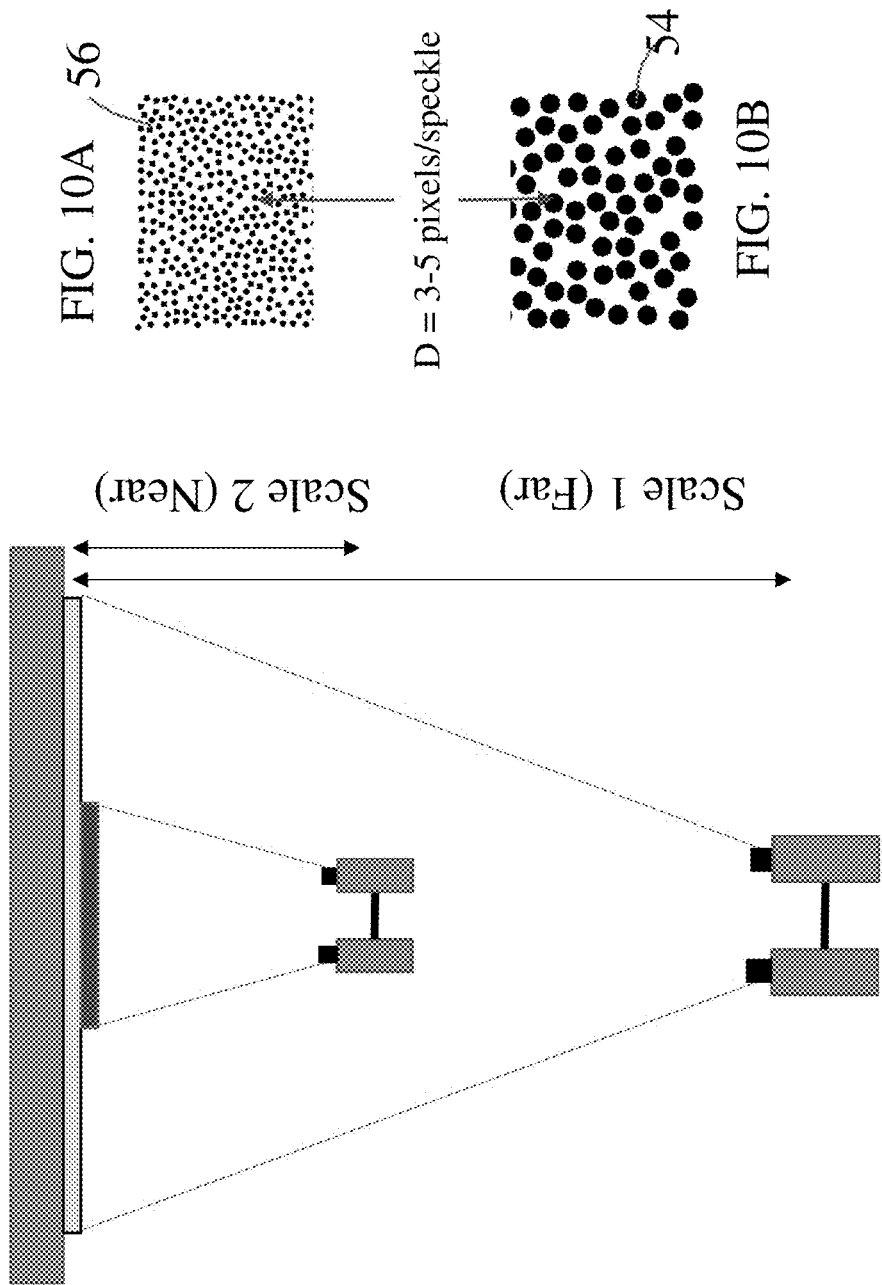 FIG. 10A
56
D = 3-5 pixels/speckle
54
FIG. 10B
Scale 2 (Near)
Scale 1 (Far)